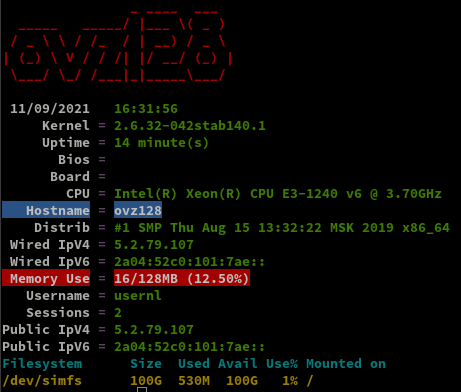 ovz128
11/09/2021 16:31:56
Kernel = 2.6.32-042stab140.1
Uptime = 14 minute(s)
Bios =
Board =
CPU = Intel(R) Xeon(R) CPU E3-1240 v6 @ 3.70GHz
Hostname = ovz128
Distrib = #1 SMP Thu Aug 15 13:32:22 MSK 2019 x86_64
Wired IpV4 = 5.2.79.107
Wired IpV6 = 2a04:52c0:101:7ae::
Memory Use = 16/128MB (12.50%)
Username = usernl
Sessions = 2
Public IpV4 = 5.2.79.107
Public IpV6 = 2a04:52c0:101:7ae::
Filesystem Size Used Avail Use% Mounted on
/dev/simfs 100G 530M 100G 1% /